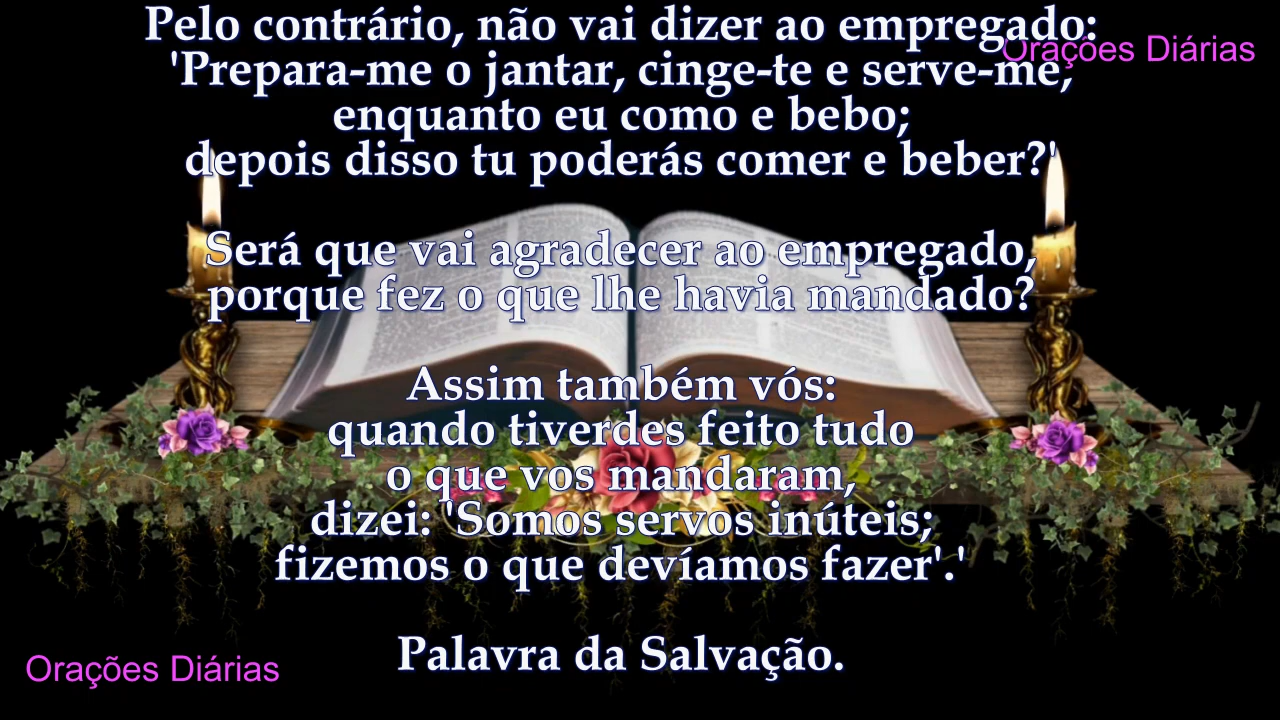 Pelo contrário, não vai dizer ao empregado:
Orações Diárias
'Prepara-me o jantar, cinge-te e serve-me,
enquanto eu como e bebo;
depois disso tu poderás comer e beber?'
Será que vai agradecer ao empregado,
porque fez o que lhe havia mandado?
Assim também vós:
quando tiverdes feito tudo
o que vos mandaram,
dizei: 'Somos servos inúteis;
fizemos o que devíamos fazer'.'
Palavra da Salvação.
Orações Diárias